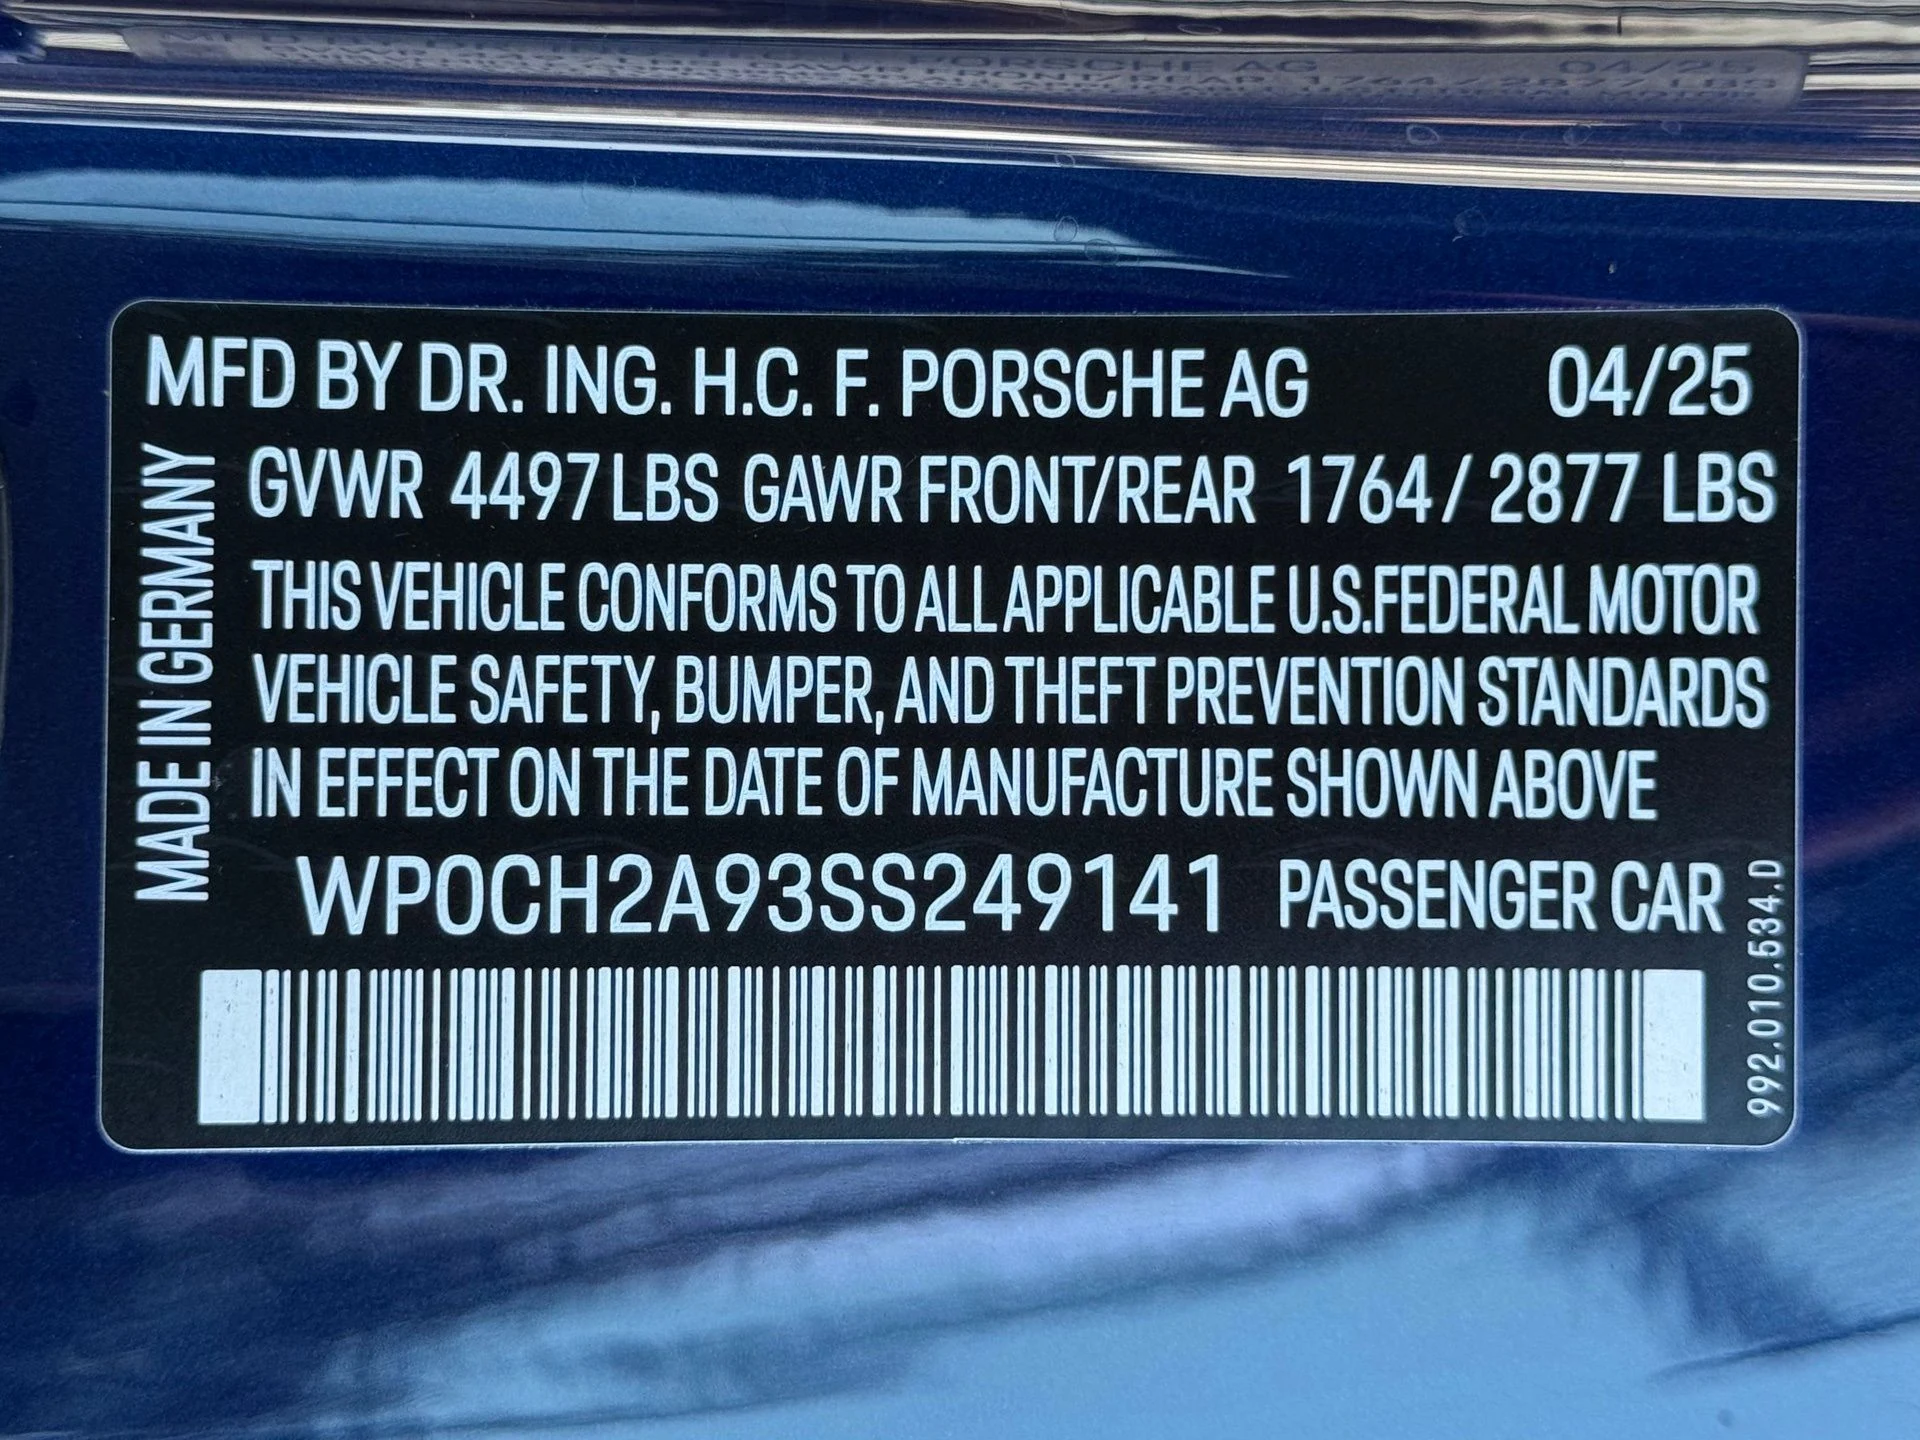 MFD BY DR. ING. H.C. F. PORSCHE AG 04/25
GVWR 4497 LBS GAWR FRONT/REAR 1764 / 2877 LBS
THIS VEHICLE CONFORMS TO ALL APPLICABLE U.S.FEDERAL MOTOR
VEHICLE SAFETY, BUMPER, AND THEFT PREVENTION STANDARDS
IN EFFECT ON THE DATE OF MANUFACTURE SHOWN ABOVE
WP0CH2A93SS249141 PASSENGER CAR
MADE IN GERMANY
992.010.534.D